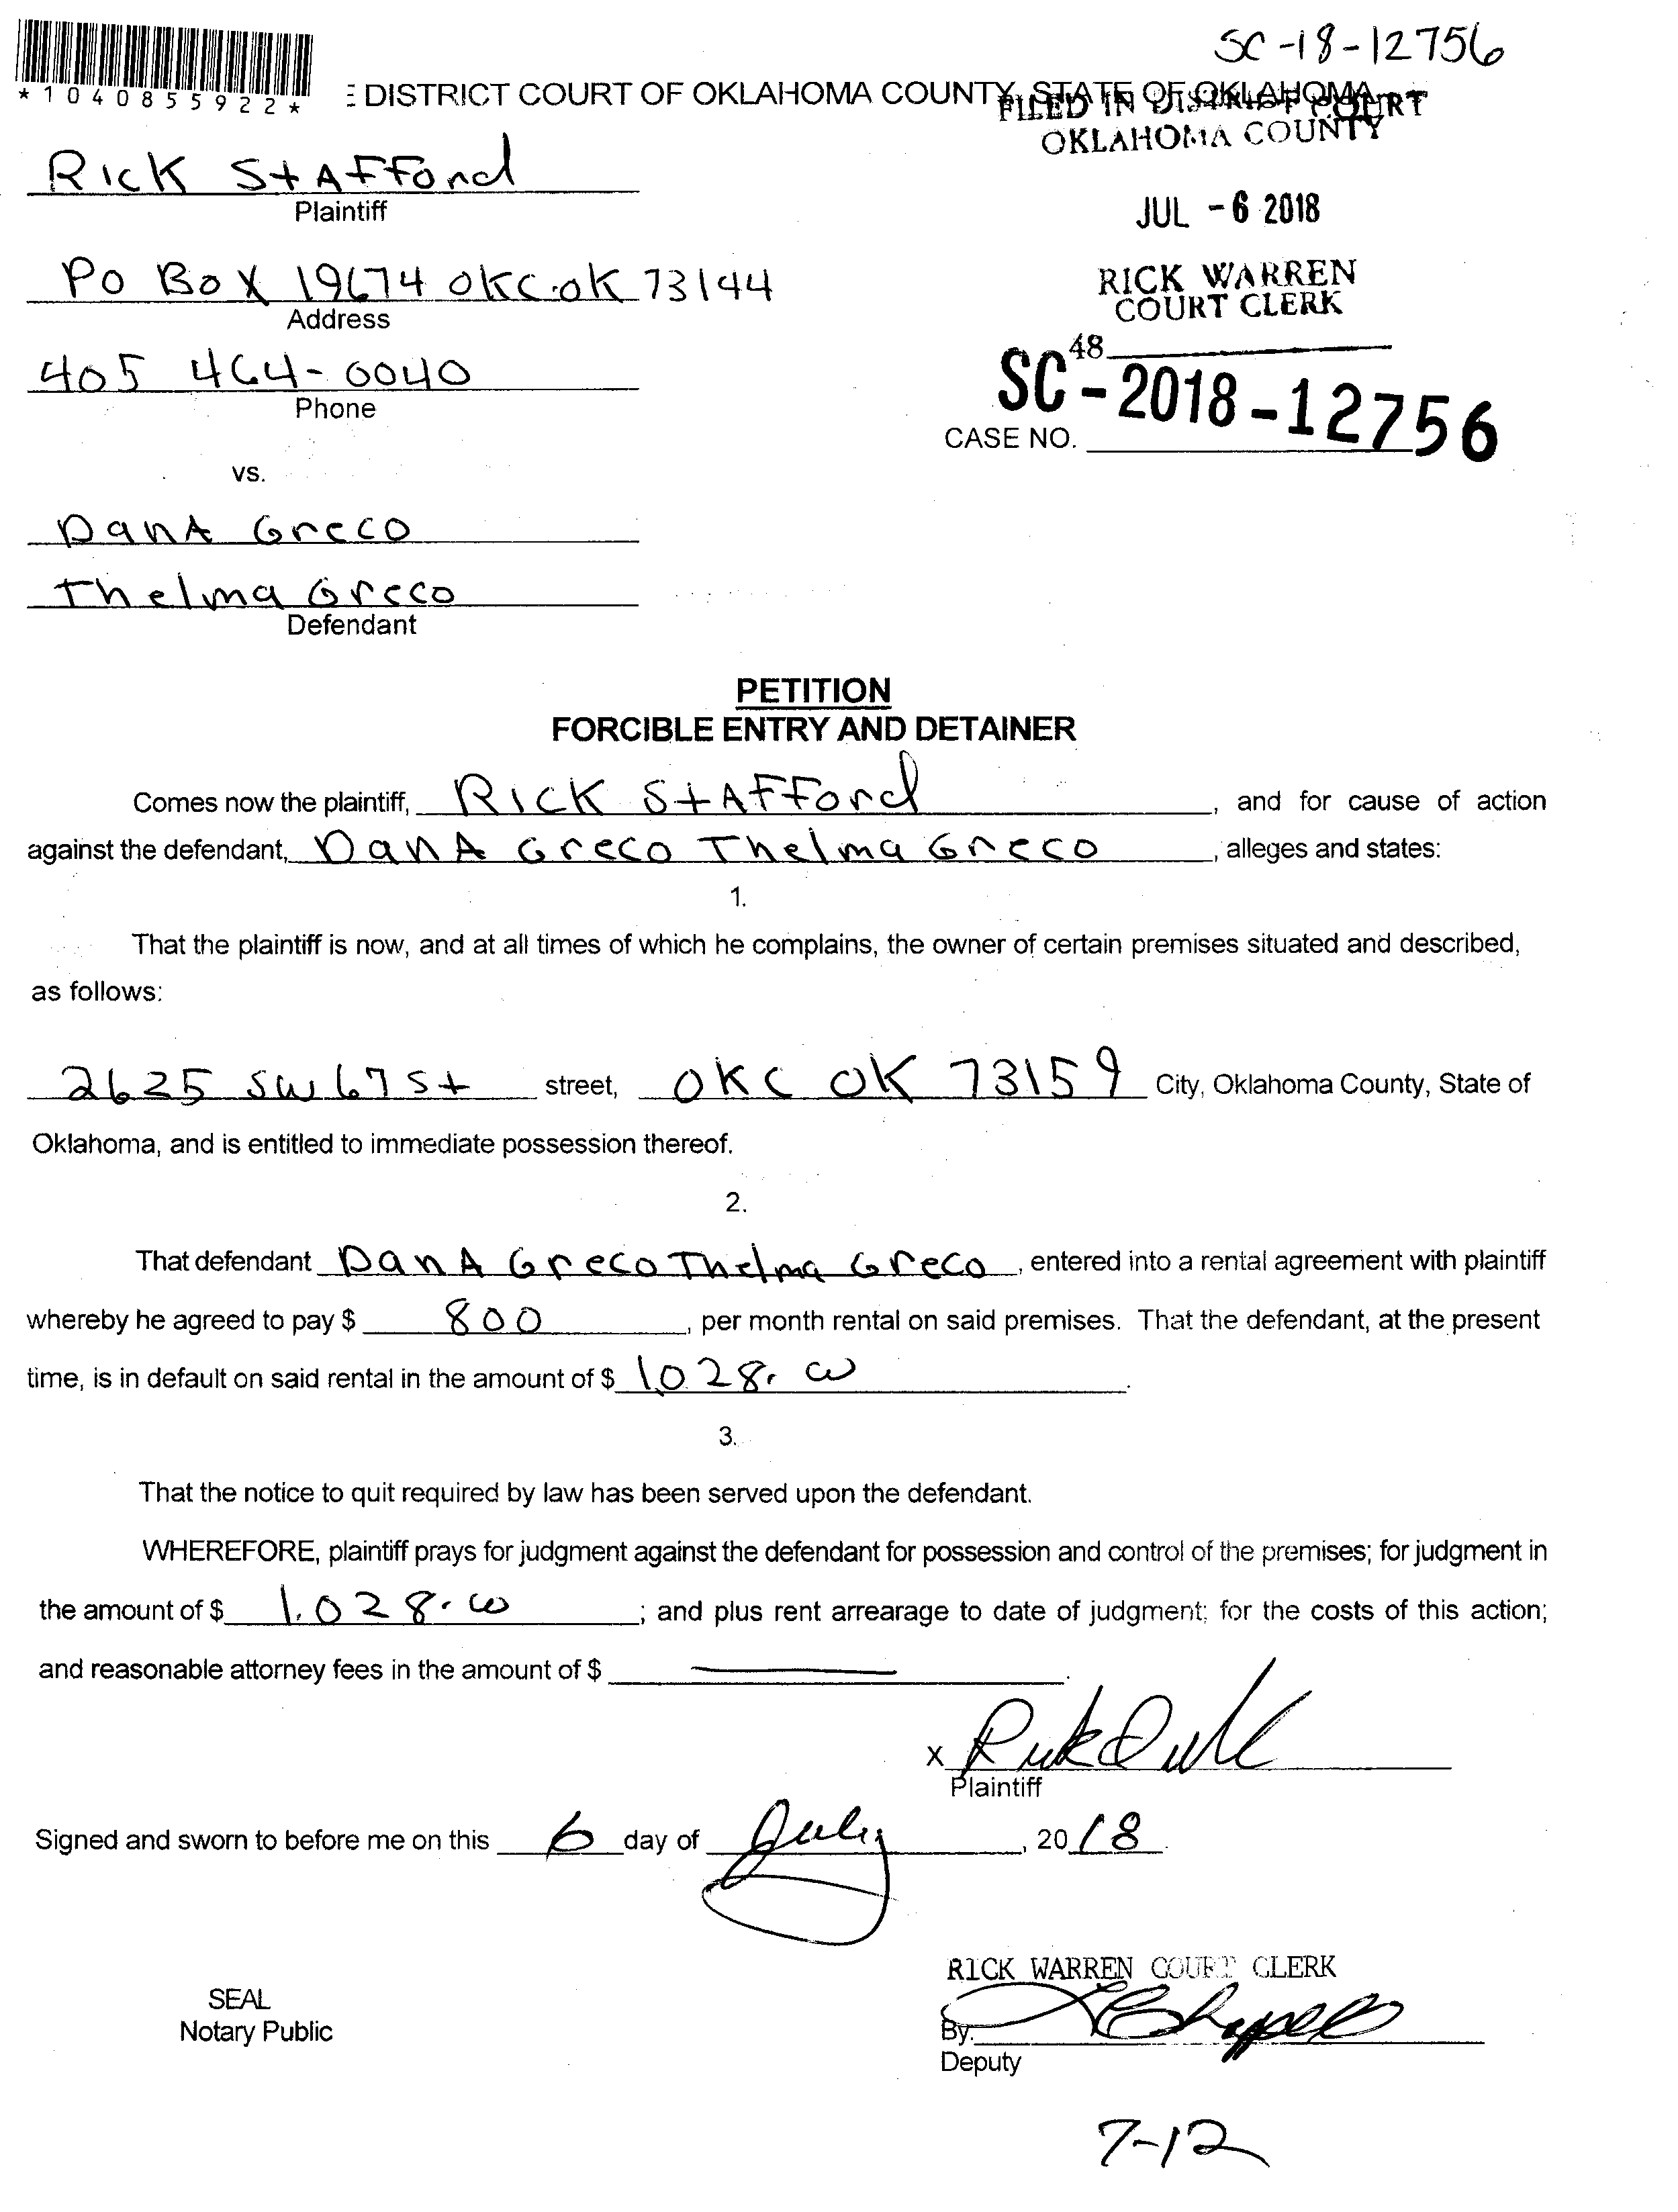 SC-18-12756
*1040855922*
E DISTRICT COURT OF OKLAHOMA COUNTY, STATE OF OKLAHOMA
FILED IN DISTRICT COURT
OKLAHOMA COUNTY
Rick Stafford
Plaintiff
JUL -6 2018
PO Box 19674 OKC.OK 73144
Address
RICK WARREN
COURT CLERK
405 464-0040
Phone
48
SC-2018-12756
CASE NO.
vs.
Dan A Greco
Thelma Greco
Defendant
PETITION
FORCIBLE ENTRY AND DETAINER
Comes now the plaintiff, Rick Stafford, and for cause of action
against the defendant, Dan A Greco Thelma Greco, alleges and states:
1.
That the plaintiff is now, and at all times of which he complains, the owner of certain premises situated and described,
as follows:
2625 SW 67 St street, OKC OK 73159 City, Oklahoma County, State of
Oklahoma, and is entitled to immediate possession thereof.
2.
That defendant Dan A Greco Thelma Greco, entered into a rental agreement with plaintiff
whereby he agreed to pay $ 800, per month rental on said premises. That the defendant, at the present
time, is in default on said rental in the amount of $ 1,028.00.
3.
That the notice to quit required by law has been served upon the defendant.
WHEREFORE, plaintiff prays for judgment against the defendant for possession and control of the premises; for judgment in
the amount of $ 1,028.00; and plus rent arrearage to date of judgment; for the costs of this action;
and reasonable attorney fees in the amount of $ —.
X
Plaintiff
Signed and sworn to before me on this 6 day of July, 2018.
RICK WARREN COURT CLERK
SEAL
Notary Public
By:
Deputy
7-12